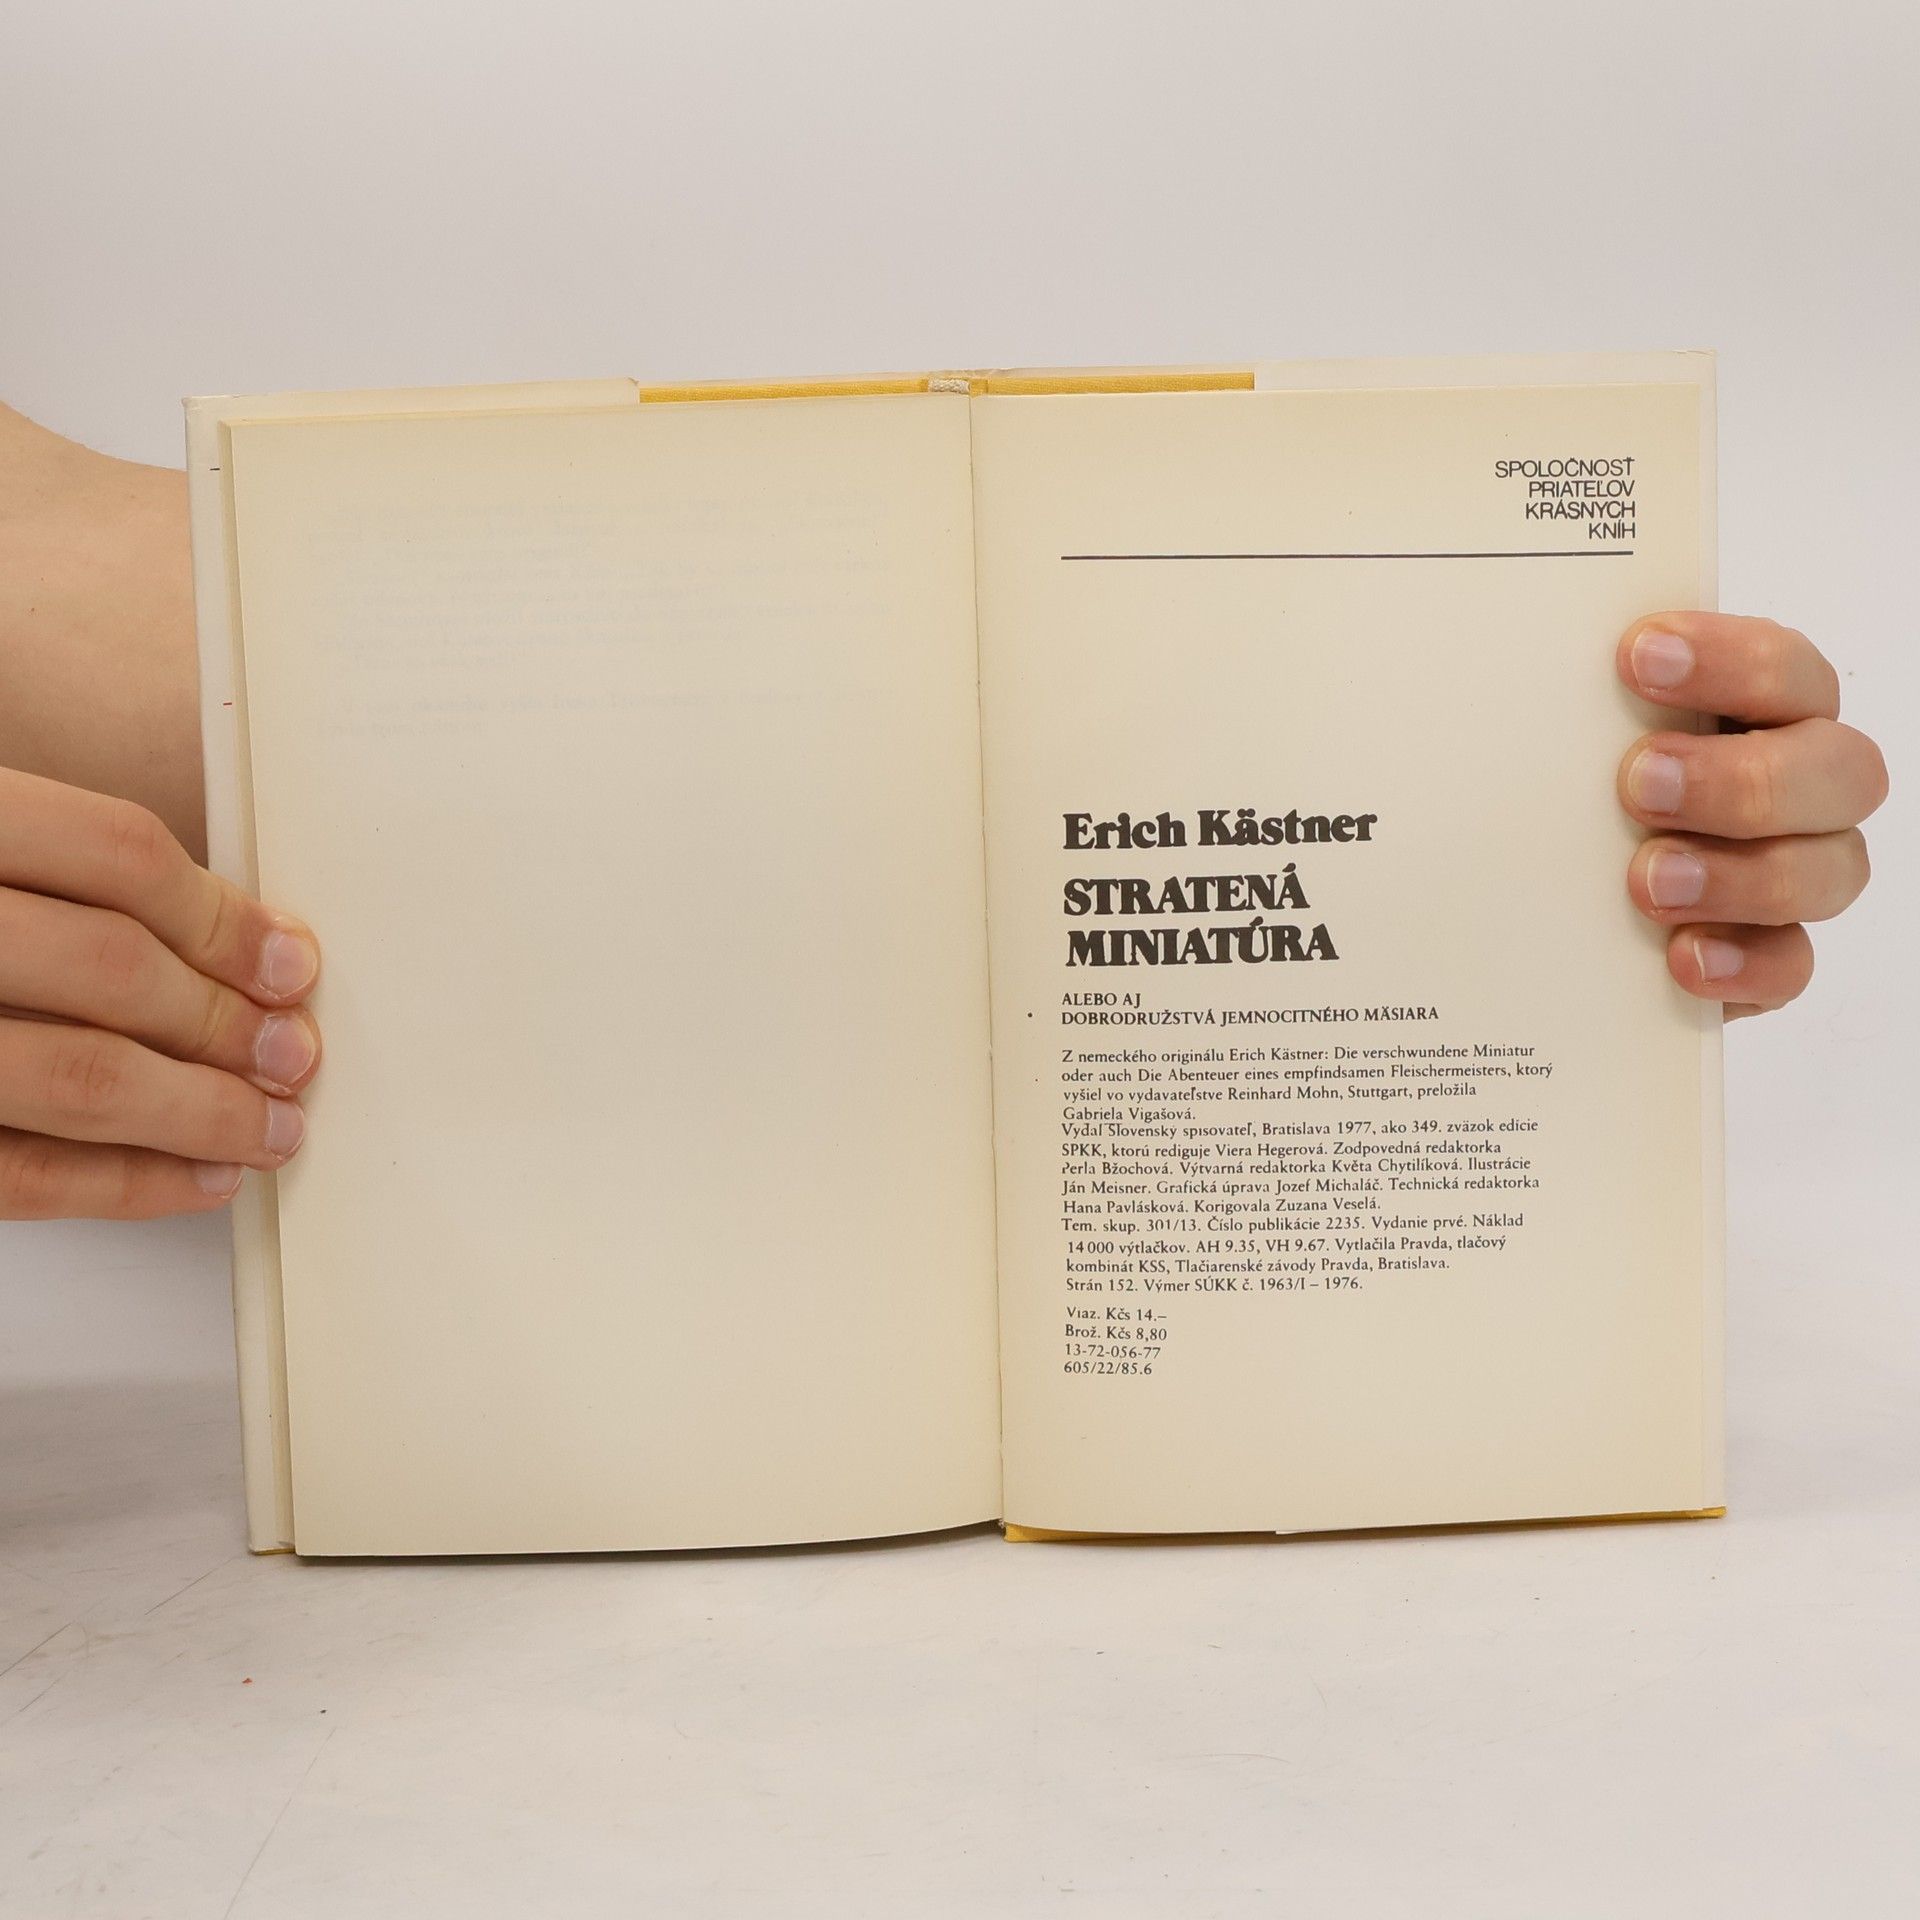 SPOLOČNOSŤ
PRIATEĽOV
KRÁSNYCH
KNÍH
Erich Kästner
STRATENÁ
MINIATÚRA
ALEBO AJ
DOBRODRUŽSTVÁ JEMNOCITNÉHO MÄSIARA
Z nemeckého originálu Erich Kästner: Die verschwundene Miniatur
oder auch Die Abenteuer eines empfindsamen Fleischermeisters, ktorý
vyšiel vo vydavateľstve Reinhard Mohn, Stuttgart, preložila
Gabriela Vigašová.
Vydal Slovenský spisovateľ, Bratislava 1977, ako 349. zväzok edície
SPKK, ktorú rediguje Viera Hegerová. Zodpovedná redaktorka
Perla Bžochová. Výtvarná redaktorka Květa Chytilíková. Ilustrácie
Ján Meisner. Grafická úprava Jozef Michaláč. Technická redaktorka
Hana Pavlásková. Korigovala Zuzana Veselá.
Tem. skup. 301/13. Číslo publikácie 2235. Vydanie prvé. Náklad
14 000 výtlačkov. AH 9.35, VH 9.67. Vytlačila Pravda, tlačový
kombinát KSS, Tlačiarenské závody Pravda, Bratislava.
Strán 152. Výmer SÚKK č. 1963/I – 1976.
Viaz. Kčs 14.–
Brož. Kčs 8,80
13-72-056-77
605/22/85.6